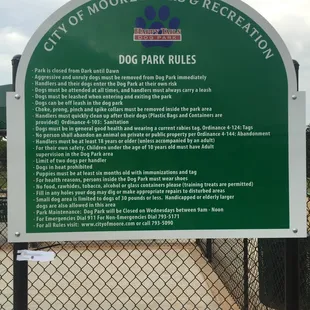 CITY OF MOORE PARKS & RECREATION
HAPPY TAILS
DOG PARK
DOG PARK RULES
- Park is closed from Dark until Dawn
- Aggressive and unruly dogs must be removed from Dog Park immediately
- Handlers and their dogs enter the Dog Park at their own risk
- Dogs must be attended at all times, and handlers must always carry a leash
- Dogs must be leashed when entering and exiting the park
- Dogs can be off leash in the dog park
- Choke, prong, pinch and spike collars must be removed inside the park area
- Handlers must quickly clean up after their dogs (Plastic Bags and Containers are
provided) Ordinance 4-103: Sanitation
- Dogs must be in general good health and wearing a current rabies tag. Ordinance 4-124: Tags
- No person shall abandon an animal on private or public property per Ordinance 4-144: Abandonment
- Handlers must be at least 18 years or older (unless accompanied by an adult)
- For their own safety, Children under the age of 18 years old must have Adult
supervision in the Dog Park area
- Limit of two dogs per handler
- Dogs in heat prohibited
- Puppies must be at least six months old with immunizations and tag
- For health reasons, persons inside the Dog Park must wear shoes
- No food, rawhides, tobacco, alcohol or glass containers please (training treats are permitted)
- Fill in any holes your dog may dig or make appropriate repairs to disturbed areas
- Small dog area is limited to dogs of 30 pounds or less. Handicapped or elderly larger
dogs are also allowed in this area
- Park Maintenance: Dog Park will be Closed on Wednesdays between 9am - Noon
- For Emergencies Dial 911 For Non-Emergencies Dial 793-5171
- For all Rules visit: www.cityofmoore.com or call 793-5090